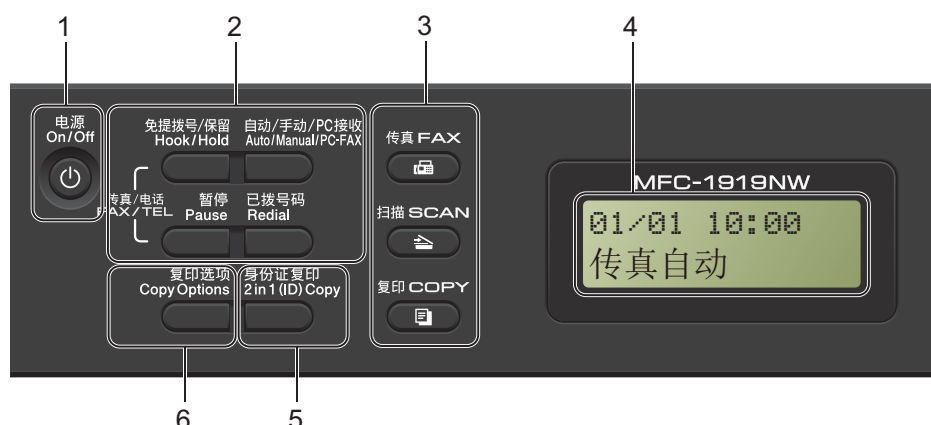 1
2
3
4
电源
On/Off
免提拨号/保留
Hook/Hold
自动/手动/PC接收
Auto/Manual/PC-FAX
传真/电话
FAX/TEL
暂停
Pause
已拨号码
Redial
复印选项
Copy Options
身份证复印
2 in 1 (ID) Copy
传真 FAX
扫描 SCAN
复印 COPY
MFC-1919NW
01/01 10:00
传真自动
6
5